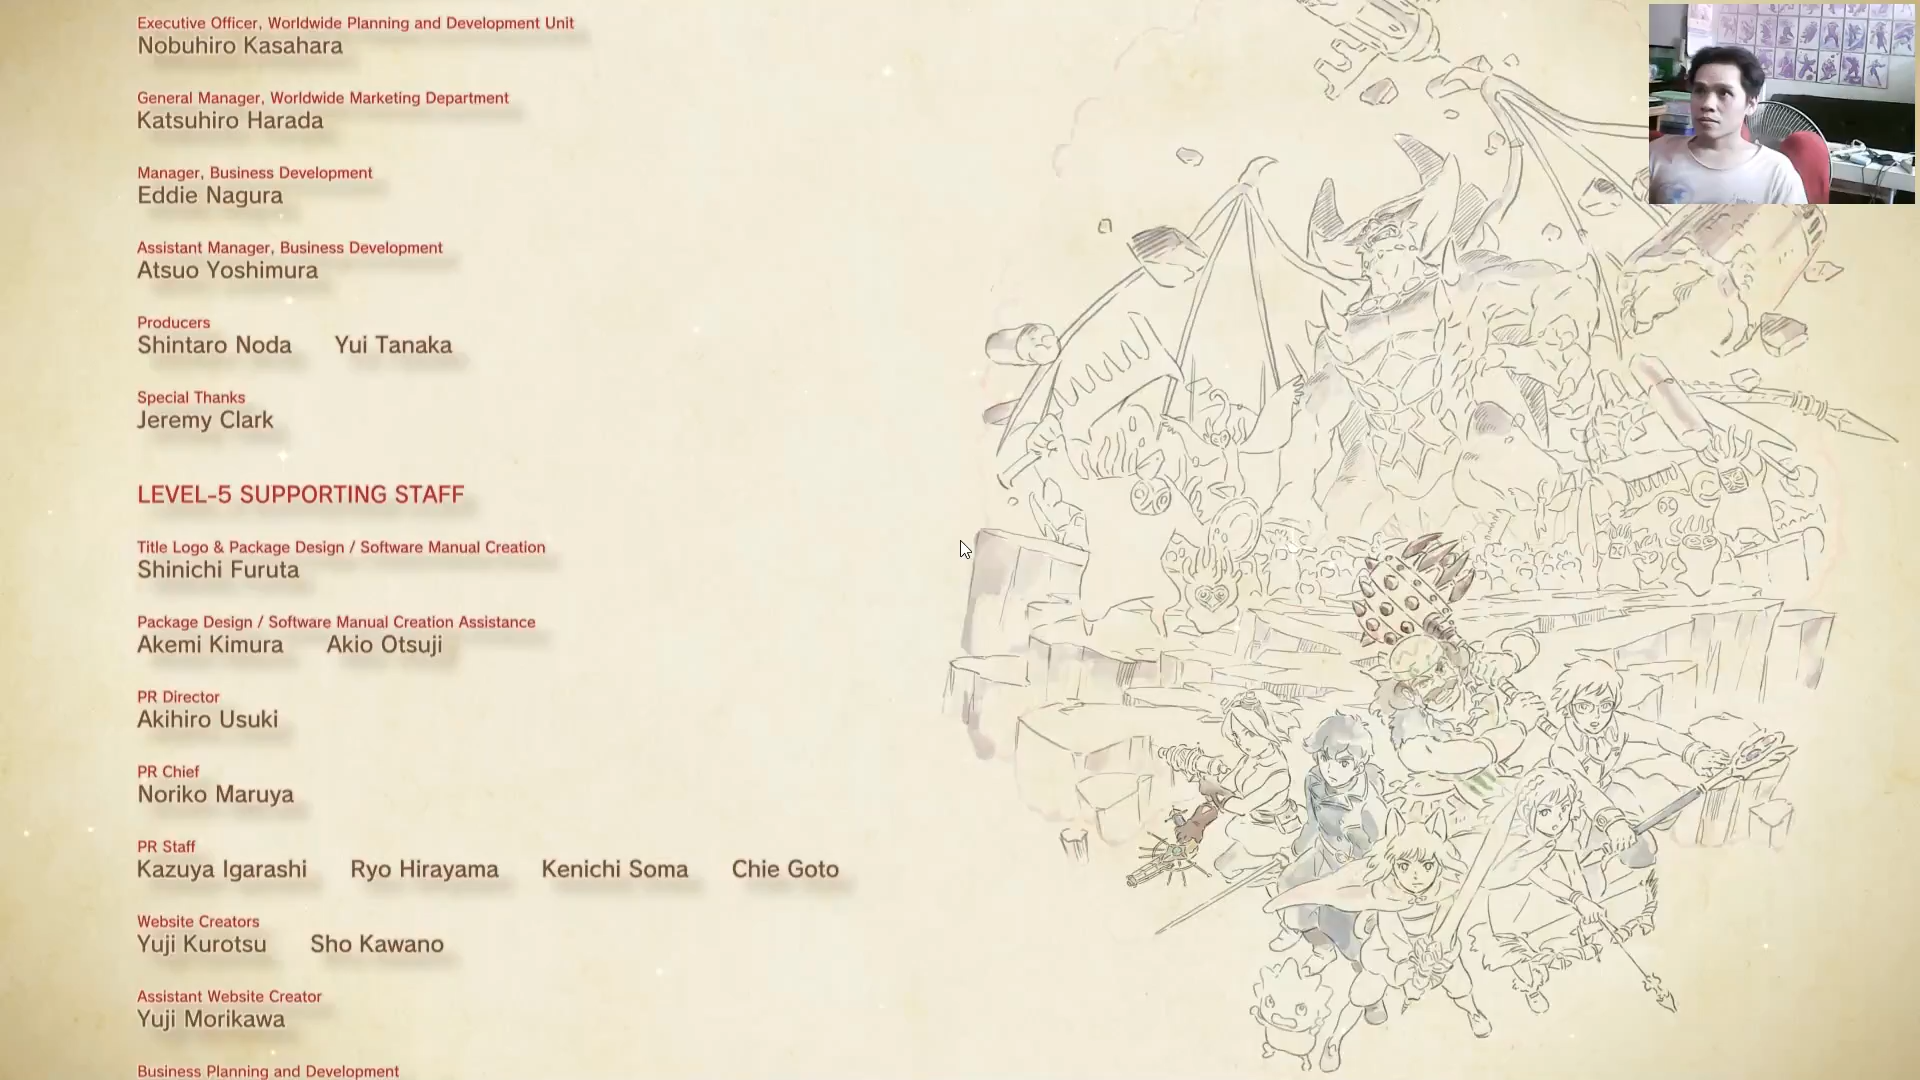 Executive Officer, Worldwide Planning and Development Unit
Nobuhiro Kasahara
General Manager, Worldwide Marketing Department
Katsuhiro Harada
Manager, Business Development
Eddie Nagura
Assistant Manager, Business Development
Atsuo Yoshimura
Producers
Shintaro Noda Yui Tanaka
Special Thanks
Jeremy Clark
LEVEL-5 SUPPORTING STAFF
Title Logo & Package Design / Software Manual Creation
Shinichi Furuta
Package Design / Software Manual Creation Assistance
Akemi Kimura Akio Otsuji
PR Director
Akihiro Usuki
PR Chief
Noriko Maruya
PR Staff
Kazuya Igarashi Ryo Hirayama Kenichi Soma Chie Goto
Website Creators
Yuji Kurotsu Sho Kawano
Assistant Website Creator
Yuji Morikawa
Business Planning and Development